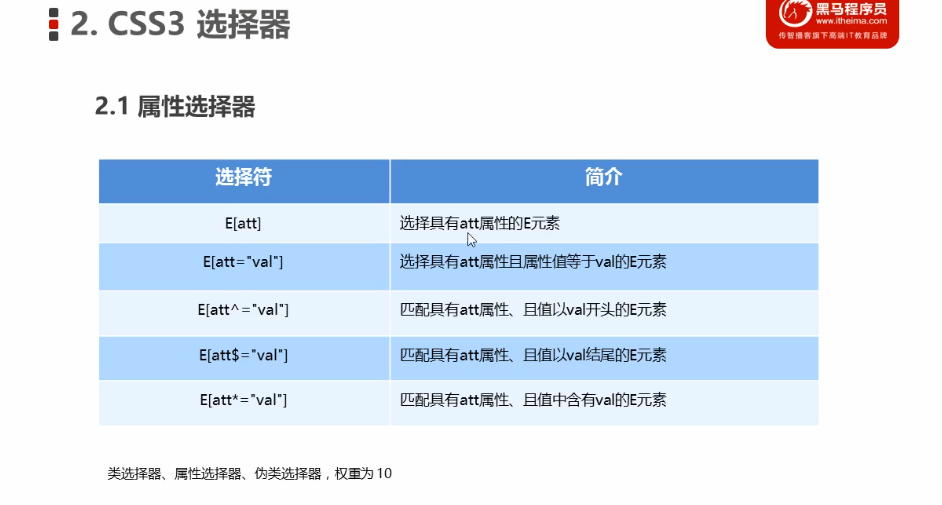 2. CSS3 选择器
黑马程序员
www.itheima.com
传智播客旗下高端IT教育品牌
2.1 属性选择器
选择符 简介
E[att] 选择具有att属性的E元素
E[att="val"] 选择具有att属性且属性值等于val的E元素
E[att^="val"] 匹配具有att属性、且值以val开头的E元素
E[att$="val"] 匹配具有att属性、且值以val结尾的E元素
E[att*="val"] 匹配具有att属性、且值中含有val的E元素
类选择器、属性选择器、伪类选择器，权重为 10